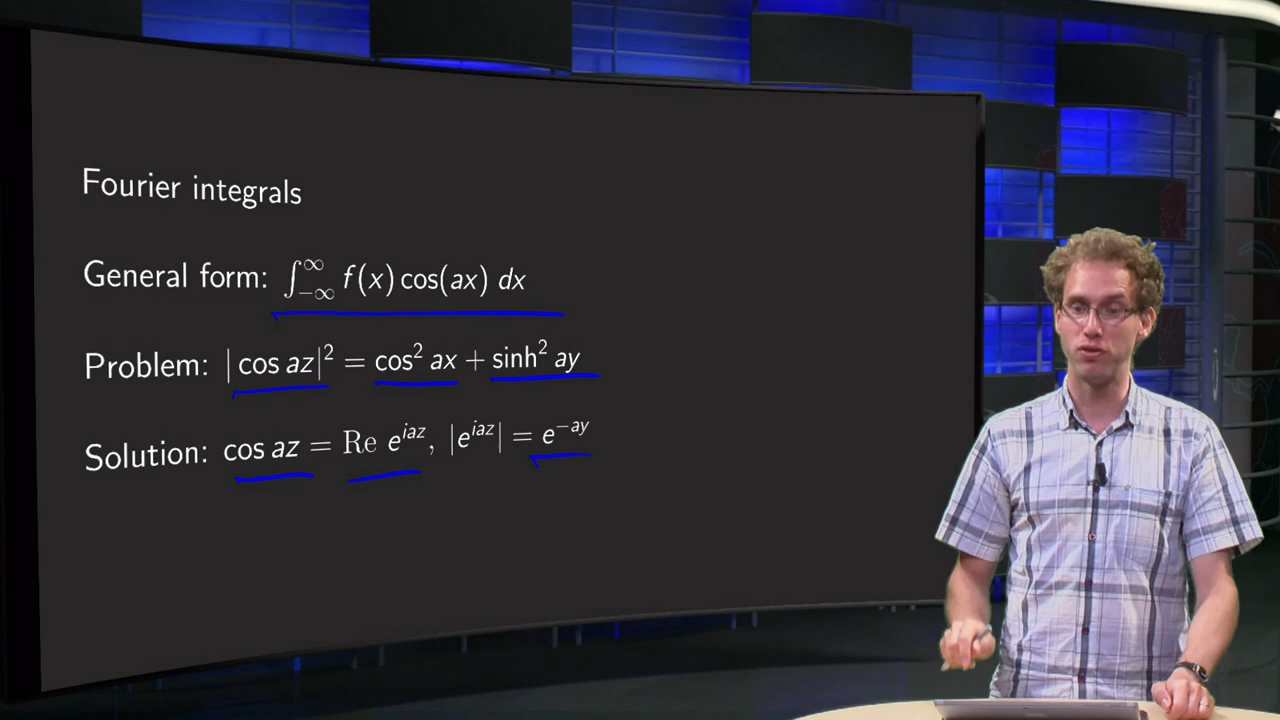 Fourier integrals
General form: ∫_{-∞}^{∞} f(x) cos(ax) dx
Problem: |cos az|² = cos² ax + sinh² ay
Solution: cos az = Re e^{iaz}, |e^{iaz}| = e^{-ay}